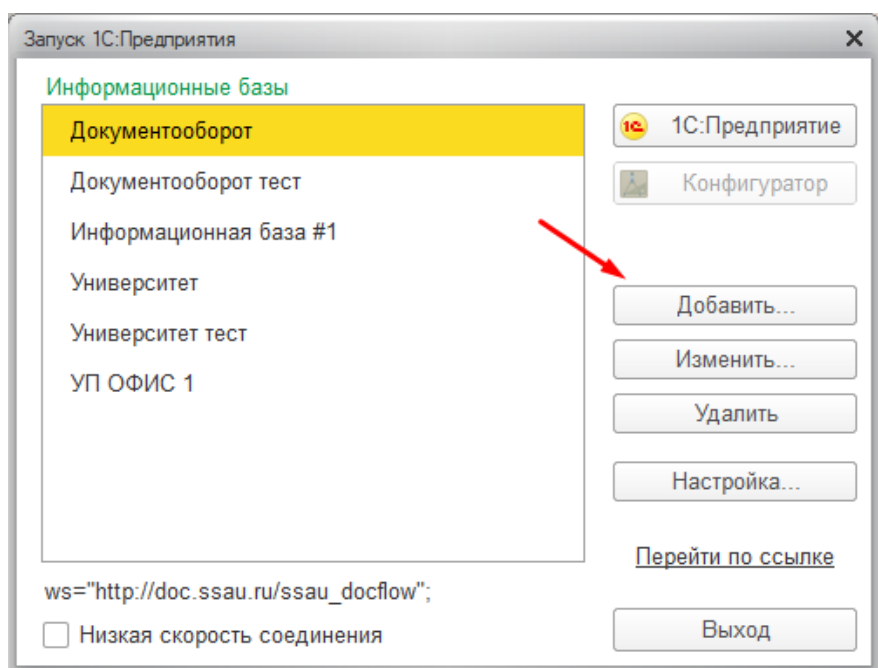 Запуск 1С:Предприятия
Информационные базы
Документооборот
Документооборот тест
Информационная база #1
Университет
Университет тест
УП ОФИС 1
1С:Предприятие
Конфигуратор
Добавить...
Изменить...
Удалить
Настройка...
Перейти по ссылке
ws="http://doc.ssau.ru/ssau_docflow";
Низкая скорость соединения
Выход